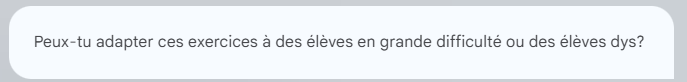 Peux-tu adapter ces exercices à des élèves en grande difficulté ou des élèves dys?